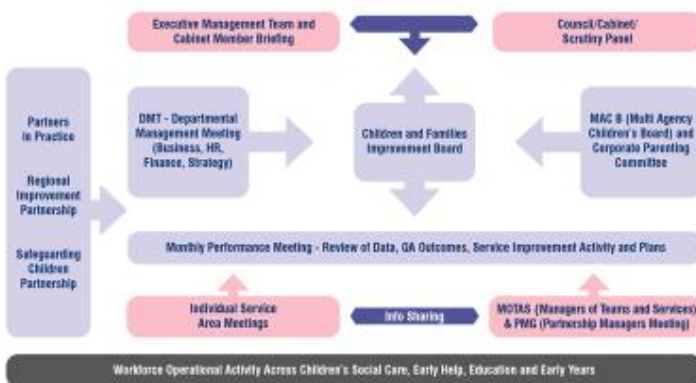 Executive Management Team and
Cabinet Member Briefing
Council/Cabinet/
Scrutiny Panel
Partners
in Practice
Regional
Improvement
Partnership
Safeguarding
Children
Partnership
DMT - Departmental
Management Meeting
(Business, HR,
Finance, Strategy)
Children and Families
Improvement Board
MAC B (Multi Agency
Children's Board) and
Corporate Parenting
Committee
Monthly Performance Meeting - Review of Data, QA Outcomes, Service Improvement Activity and Plans
Individual Service
Area Meetings
Info Sharing
MOTAS (Managers of Teams and Services)
& PMG (Partnership Managers Meeting)
Workforce Operational Activity Across Children's Social Care, Early Help, Education and Early Years